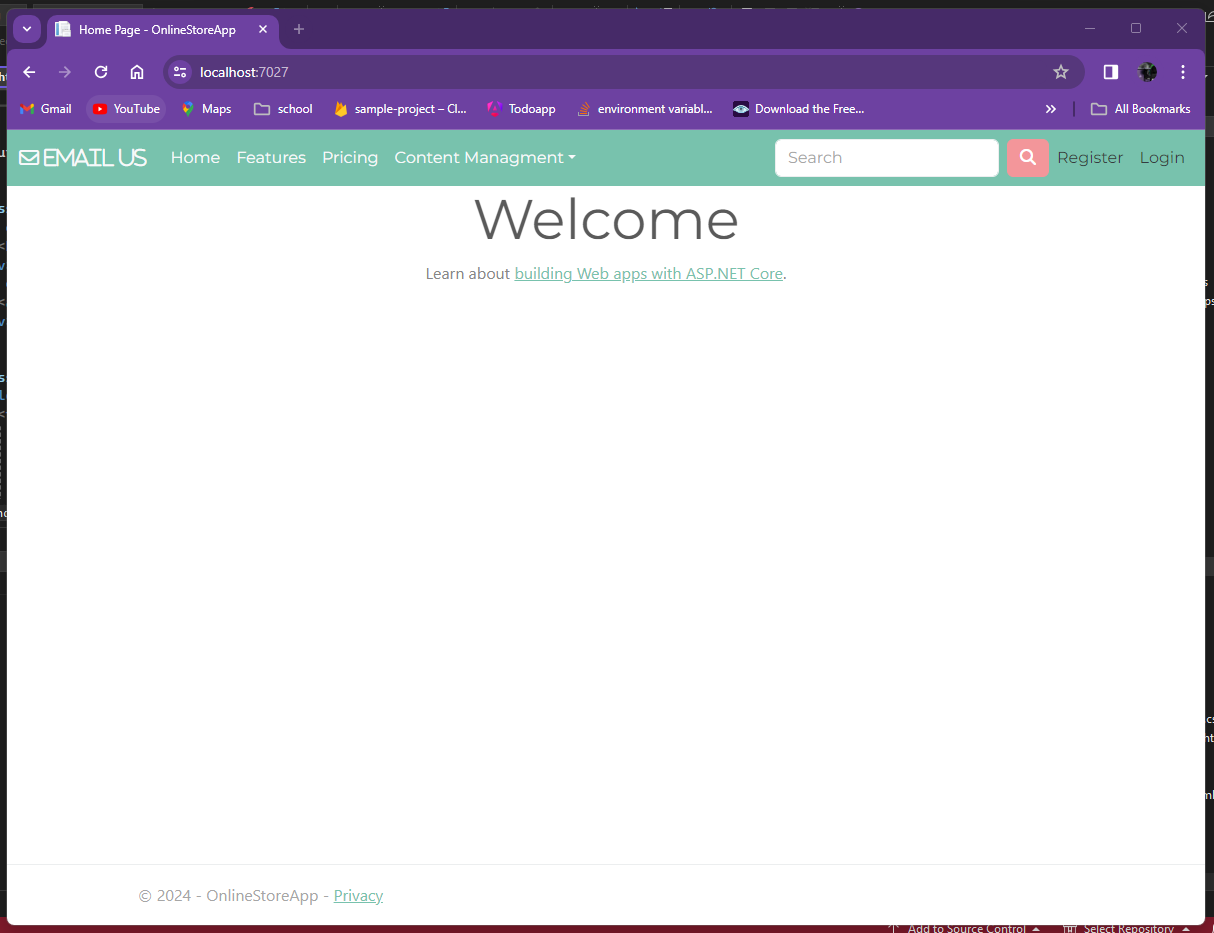 Home Page - OnlineStoreApp
localhost:7027
Gmail YouTube Maps school sample-project – Cl... Todoapp environment variabl... Download the Free... All Bookmarks
EMAIL US Home Features Pricing Content Managment Search Register Login
Welcome
Learn about building Web apps with ASP.NET Core.
© 2024 - OnlineStoreApp - Privacy
Add to Source Control Select Repository